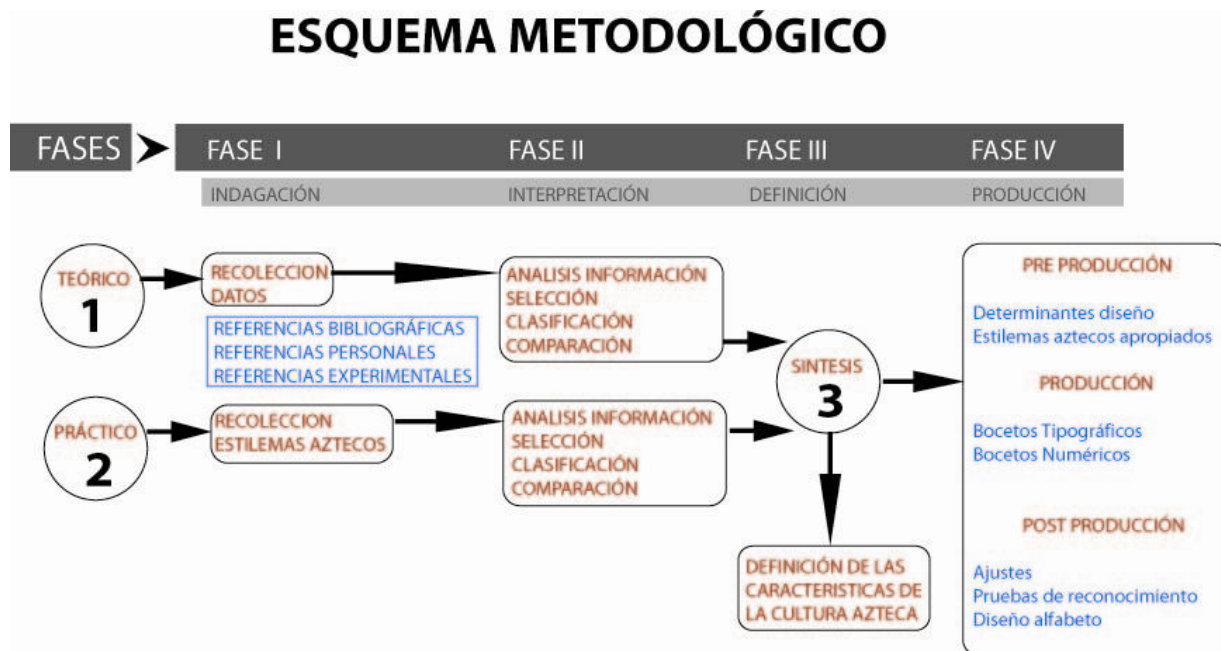 ESQUEMA METODOLÓGICO
FASES
FASE I
FASE II
FASE III
FASE IV
INDAGACIÓN
INTERPRETACIÓN
DEFINICIÓN
PRODUCCIÓN
TEÓRICO
1
RECOLECCION
DATOS
REFERENCIAS BIBLIOGRÁFICAS
REFERENCIAS PERSONALES
REFERENCIAS EXPERIMENTALES
ANALISIS INFORMACIÓN
SELECCIÓN
CLASIFICACIÓN
COMPARACIÓN
PRÁCTICO
2
RECOLECCION
ESTILEMAS AZTECOS
ANALISIS INFORMACIÓN
SELECCIÓN
CLASIFICACIÓN
COMPARACIÓN
SINTESIS
3
DEFINICIÓN DE LAS
CARACTERISTICAS DE
LA CULTURA AZTECA
PRE PRODUCCIÓN
Determinantes diseño
Estilemas aztecos apropiados
PRODUCCIÓN
Bocetos Tipográficos
Bocetos Numéricos
POST PRODUCCIÓN
Ajustes
Pruebas de reconocimiento
Diseño alfabeto